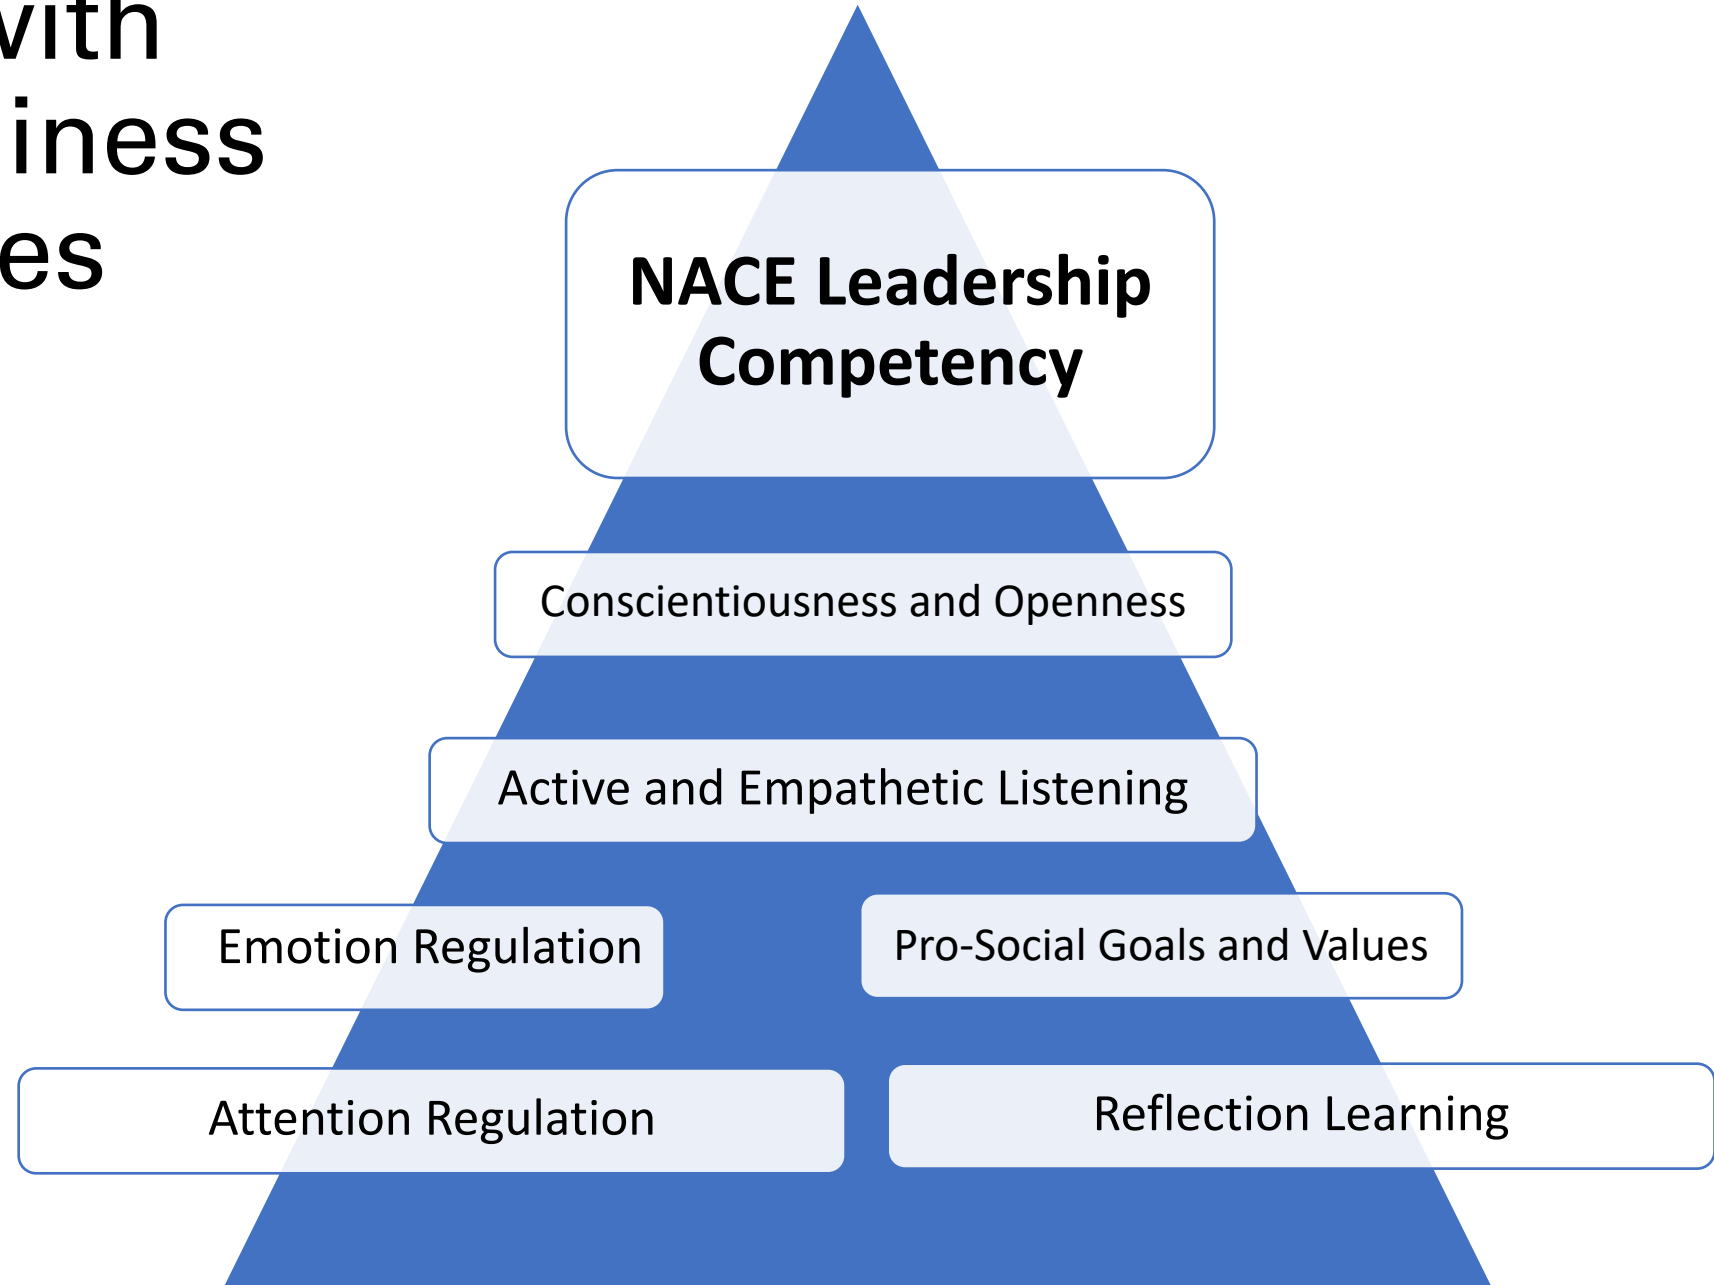 with
iness
es
NACE Leadership
Competency
Conscientiousness and Openness
Active and Empathetic Listening
Emotion Regulation
Pro-Social Goals and Values
Attention Regulation
Reflection Learning